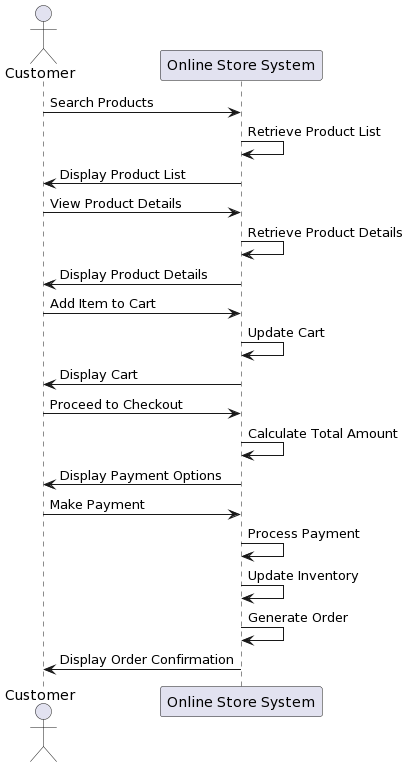 Customer
Online Store System
Search Products
Retrieve Product List
Display Product List
View Product Details
Retrieve Product Details
Display Product Details
Add Item to Cart
Update Cart
Display Cart
Proceed to Checkout
Calculate Total Amount
Display Payment Options
Make Payment
Process Payment
Update Inventory
Generate Order
Display Order Confirmation
Customer
Online Store System